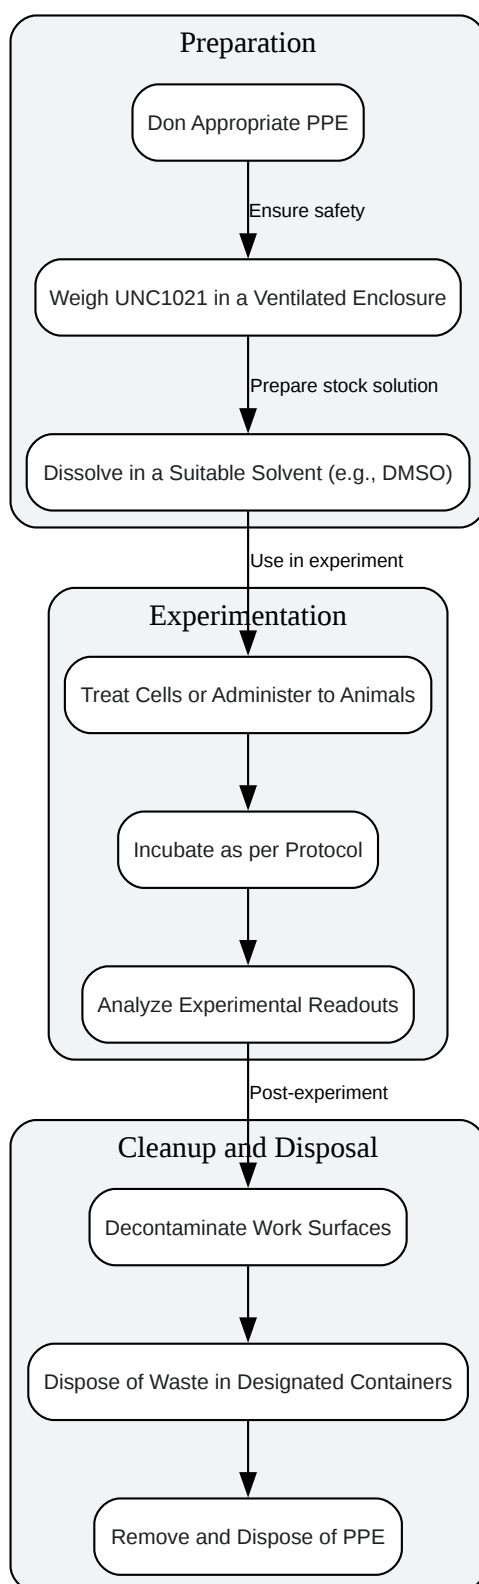 Preparation
Don Appropriate PPE
Ensure safety
Weigh UNC1021 in a Ventilated Enclosure
Prepare stock solution
Dissolve in a Suitable Solvent (e.g., DMSO)
Use in experiment
Experimentation
Treat Cells or Administer to Animals
Incubate as per Protocol
Analyze Experimental Readouts
Post-experiment
Cleanup and Disposal
Decontaminate Work Surfaces
Dispose of Waste in Designated Containers
Remove and Dispose of PPE